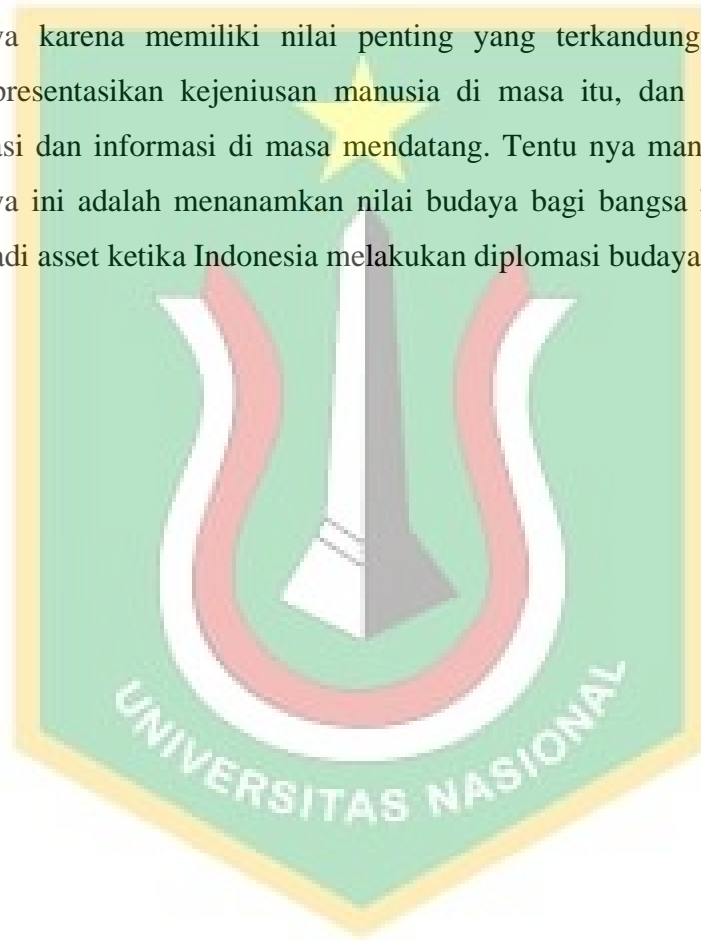 ya karena memiliki nilai penting yang terkandung
presentasikan kejeniusan manusia di masa itu, dan
asi dan informasi di masa mendatang. Tentu nya man
ya ini adalah menanamkan nilai budaya bagi bangsa
adi asset ketika Indonesia melakukan diplomasi budaya
UNIVERSITAS NASIONAL